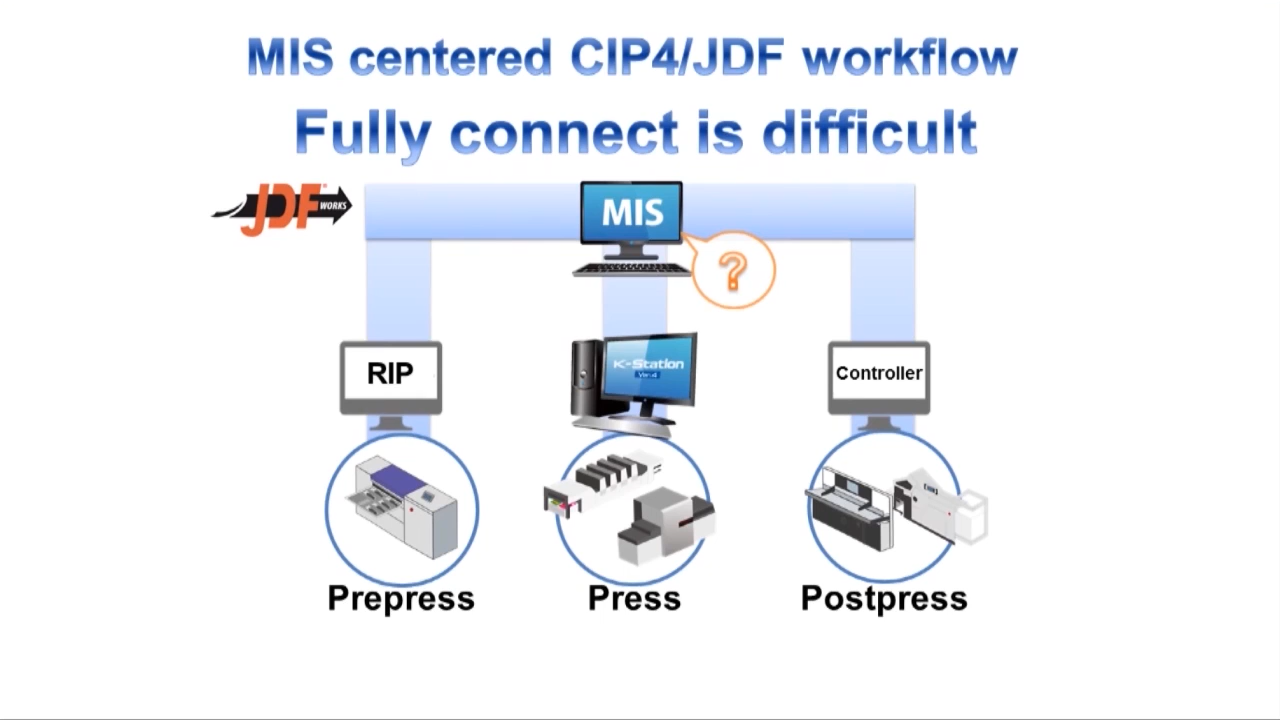 MIS centered CIP4/JDF workflow
Fully connect is difficult
JDF WORKS
MIS
?
RIP
K-Station
Controller
Prepress
Press
Postpress